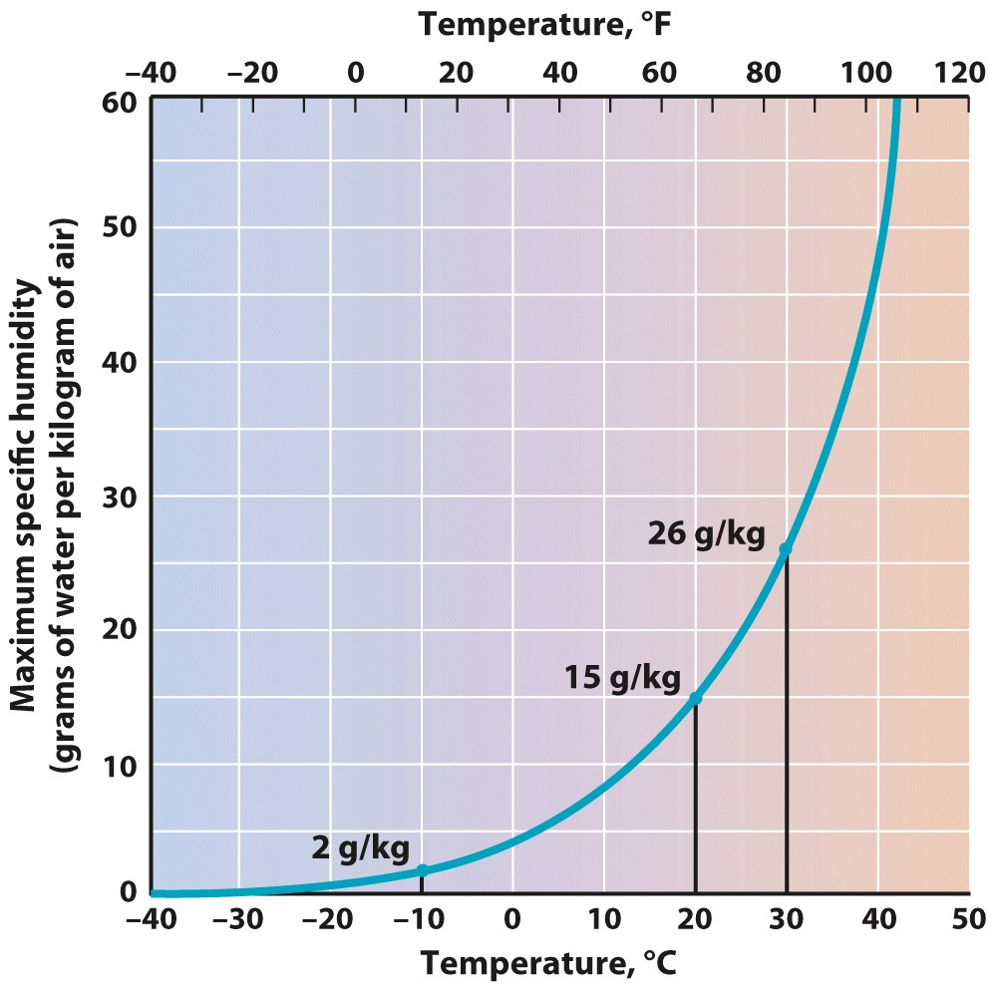 Temperature, °F
–40 –20 0 20 40 60 80 100 120
60
50
40
30
20
10
0
Maximum specific humidity
(grams of water per kilogram of air)
26 g/kg
15 g/kg
2 g/kg
–40 –30 –20 –10 0 10 20 30 40 50
Temperature, °C